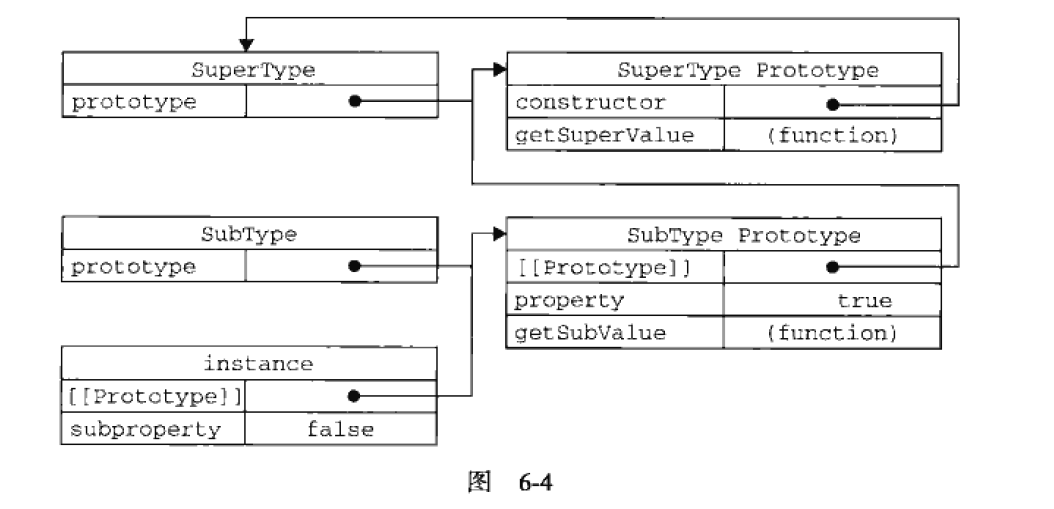 SuperType
prototype
SuperType Prototype
constructor
getSuperValue (function)
SubType
prototype
SubType Prototype
[[Prototype]]
property true
getSubValue (function)
instance
[[Prototype]]
subproperty false
图 6-4